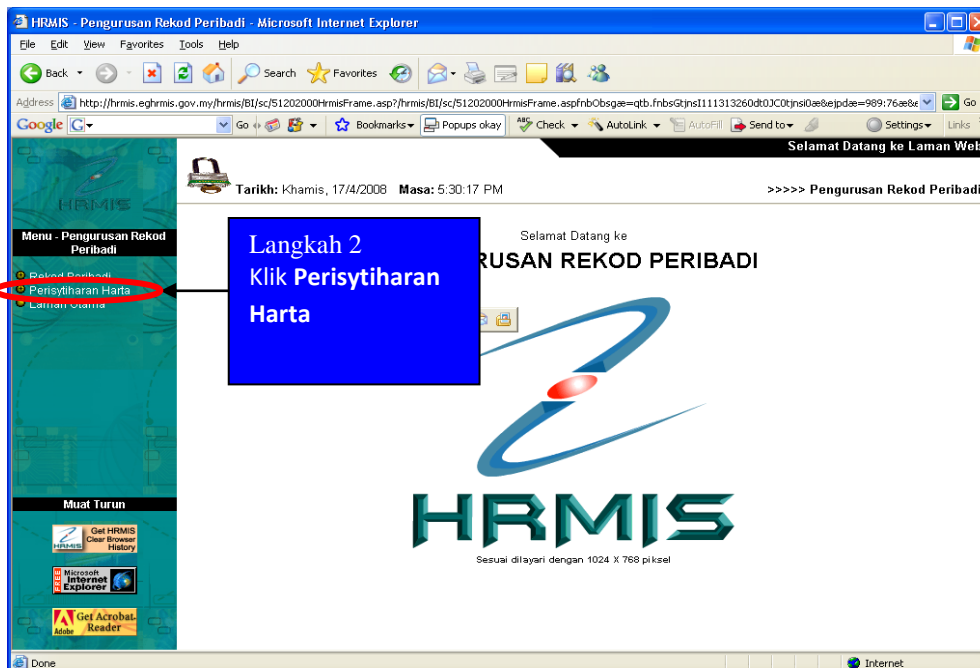 HRMIS - Pengurusan Rekod Peribadi - Microsoft Internet Explorer
File Edit View Favorites Tools Help
Back Search Favorites
Address http://hrmis.eghrmis.gov.my/hrmis/BI/sc/51202000HrmisFrame.asp?/hrmis/BI/sc/51202000HrmisFrame.aspfnbObsgæ=qtb.fnbsGtjnsI111313260dt0JC0tjnsi0æ&ejpdæ=989:76æ&ε Go
Google G Go Bookmarks Popups okay Check AutoLink AutoFill Send to Settings Links
Selamat Datang ke Laman Web
Tarikh: Khamis, 17/4/2008 Masa: 5:30:17 PM >>>>> Pengurusan Rekod Peribadi
HRMIS
Menu - Pengurusan Rekod
Peribadi
Rekod Peribadi
Perisytiharan Harta
Laman Utama
Langkah 2
Klik Perisytiharan
Harta
Selamat Datang ke
RUSAN REKOD PERIBADI
HRMIS
Sesuai dilayari dengan 1024 X 768 piksel
Muat Turun
HRMIS
Get HRMIS
Clear Browser
History
FREE
Microsoft
Internet
Explorer
Adobe
Get Acrobat
Reader
Done Internet